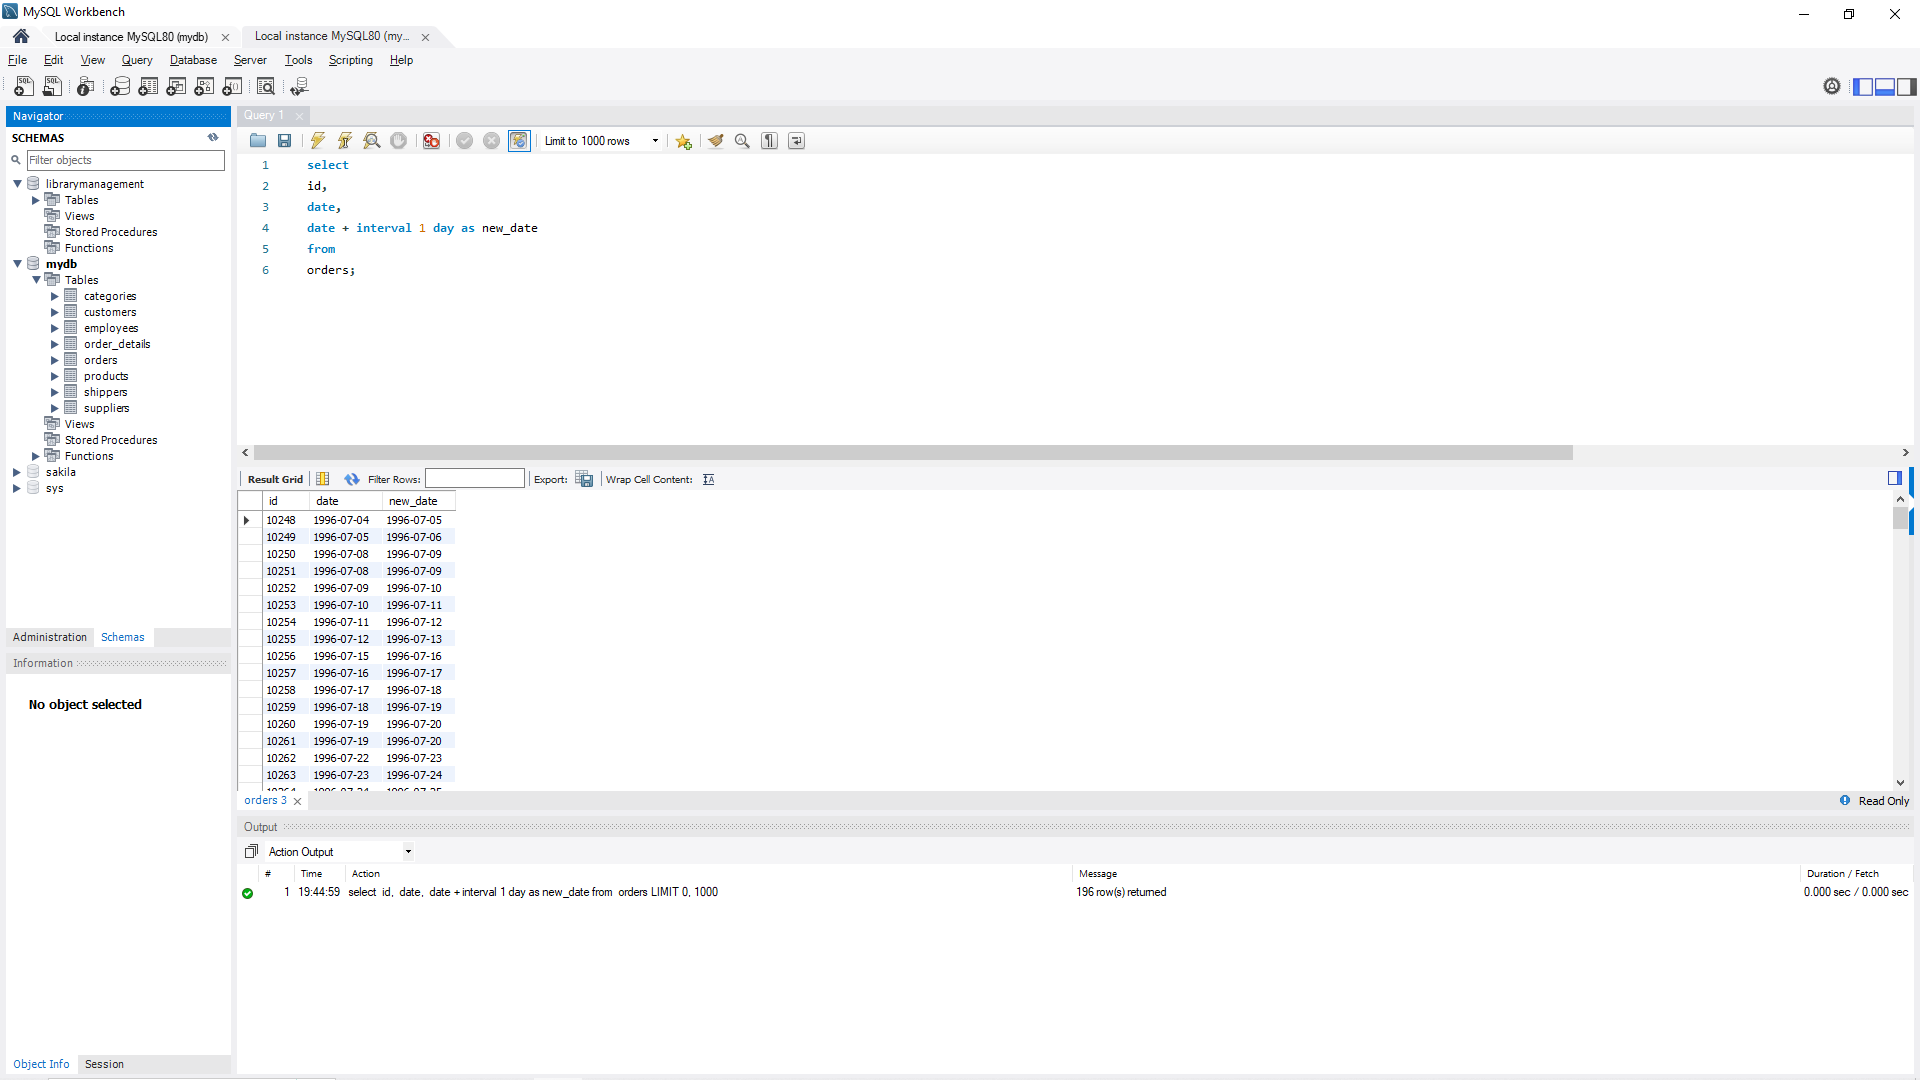 MySQL Workbench
Local instance MySQL80 (mydb)
Local instance MySQL80 (my...
File Edit View Query Database Server Tools Scripting Help
Navigator
SCHEMAS
Filter objects
librarymanagement
Tables
Views
Stored Procedures
Functions
mydb
Tables
categories
customers
employees
order_details
orders
products
shippers
suppliers
Views
Stored Procedures
Functions
sakila
sys
Administration Schemas
Information
No object selected
Object Info Session
Query 1
Limit to 1000 rows
1 select
2 id,
3 date,
4 date + interval 1 day as new_date
5 from
6 orders;
Result Grid Filter Rows: Export: Wrap Cell Content:
id date new_date
10248 1996-07-04 1996-07-05
10249 1996-07-05 1996-07-06
10250 1996-07-08 1996-07-09
10251 1996-07-08 1996-07-09
10252 1996-07-09 1996-07-10
10253 1996-07-10 1996-07-11
10254 1996-07-11 1996-07-12
10255 1996-07-12 1996-07-13
10256 1996-07-15 1996-07-16
10257 1996-07-16 1996-07-17
10258 1996-07-17 1996-07-18
10259 1996-07-18 1996-07-19
10260 1996-07-19 1996-07-20
10261 1996-07-19 1996-07-20
10262 1996-07-22 1996-07-23
10263 1996-07-23 1996-07-24
orders 3
Read Only
Output
Action Output
# Time Action Message Duration / Fetch
1 19:44:59 select id, date, date + interval 1 day as new_date from orders LIMIT 0, 1000 196 row(s) returned 0.000 sec / 0.000 sec